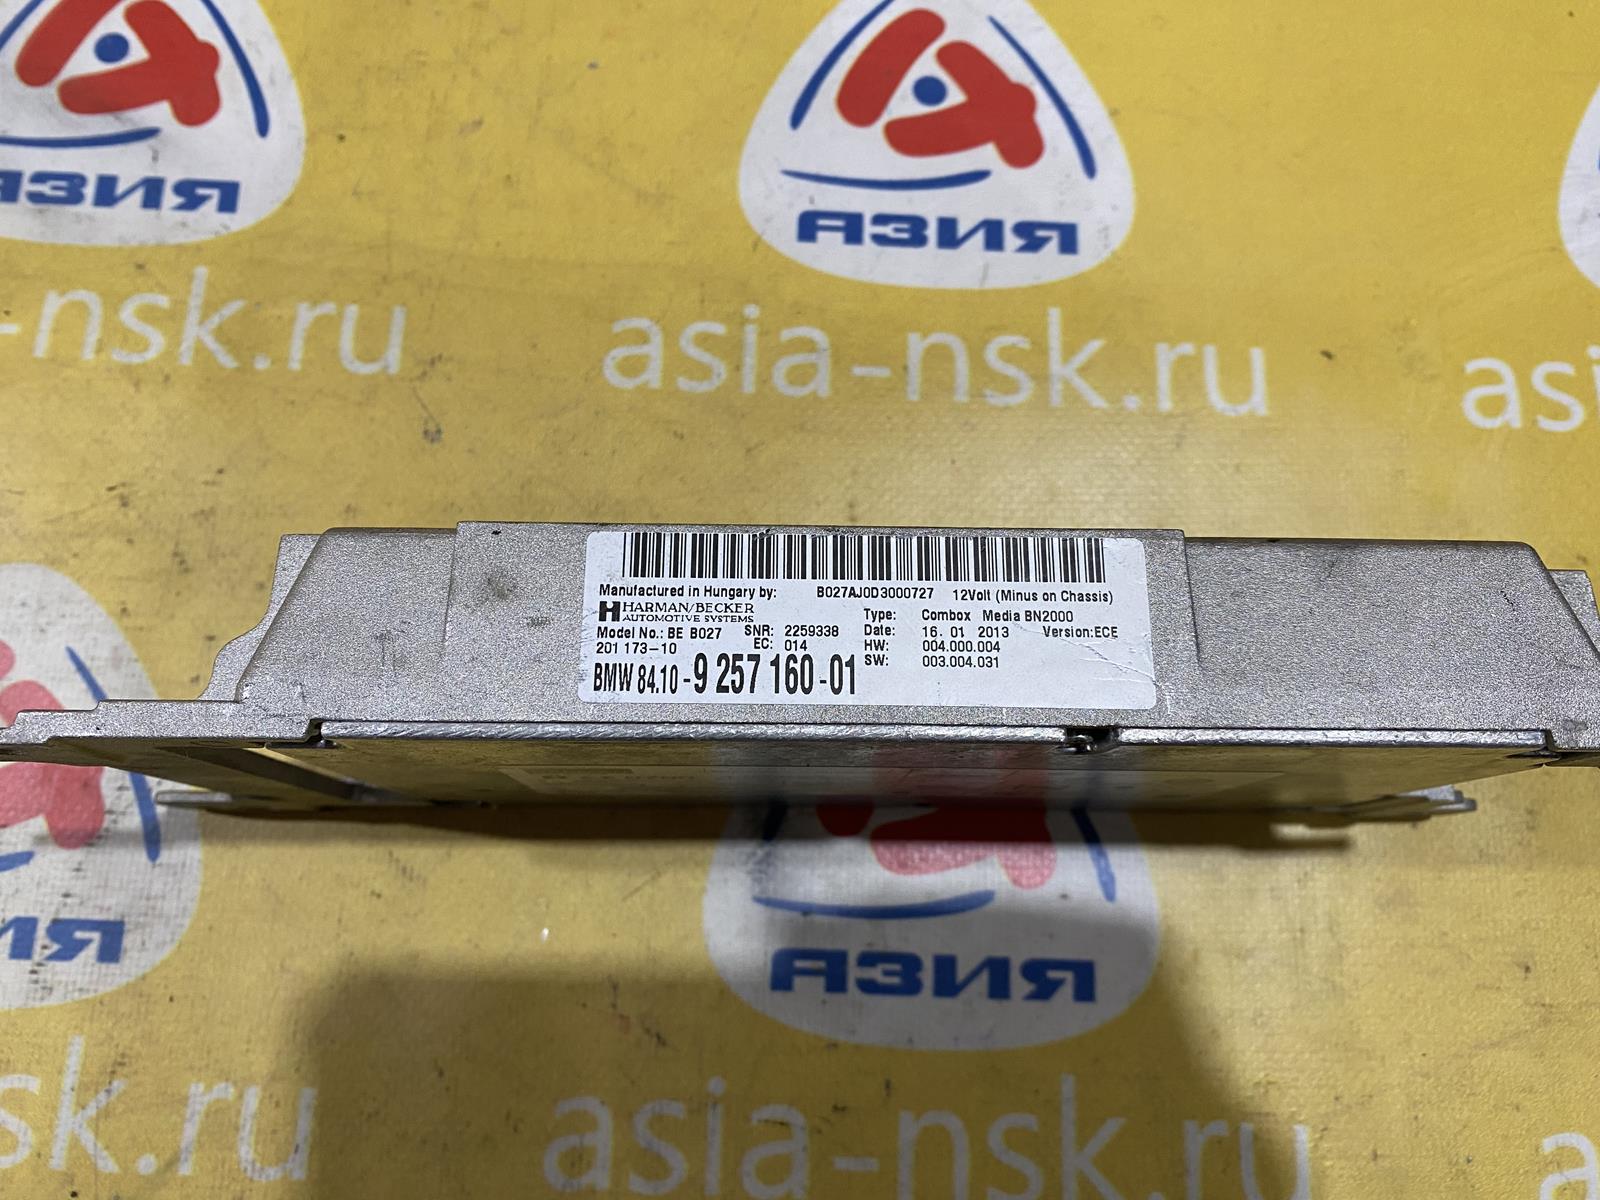 АЗИЯ
АЗИЯ
-nsk.ru
asia-nsk.ru
asi
Manufactured in Hungary by: B027AJ0D3000727 12Volt (Minus on Chassis)
HARMAN/BECKER
AUTOMOTIVE SYSTEMS
Type: Combox Media BN2000
Model No.: BE B027 SNR: 2259338 Date: 16. 01 2013 Version:ECE
201 173-10 EC: 014 HW: 004.000.004
SW: 003.004.031
BMW 84.10-9 257 160-01
ИЯ
АЗИЯ
sk.ru
asia-nsk.ru
a